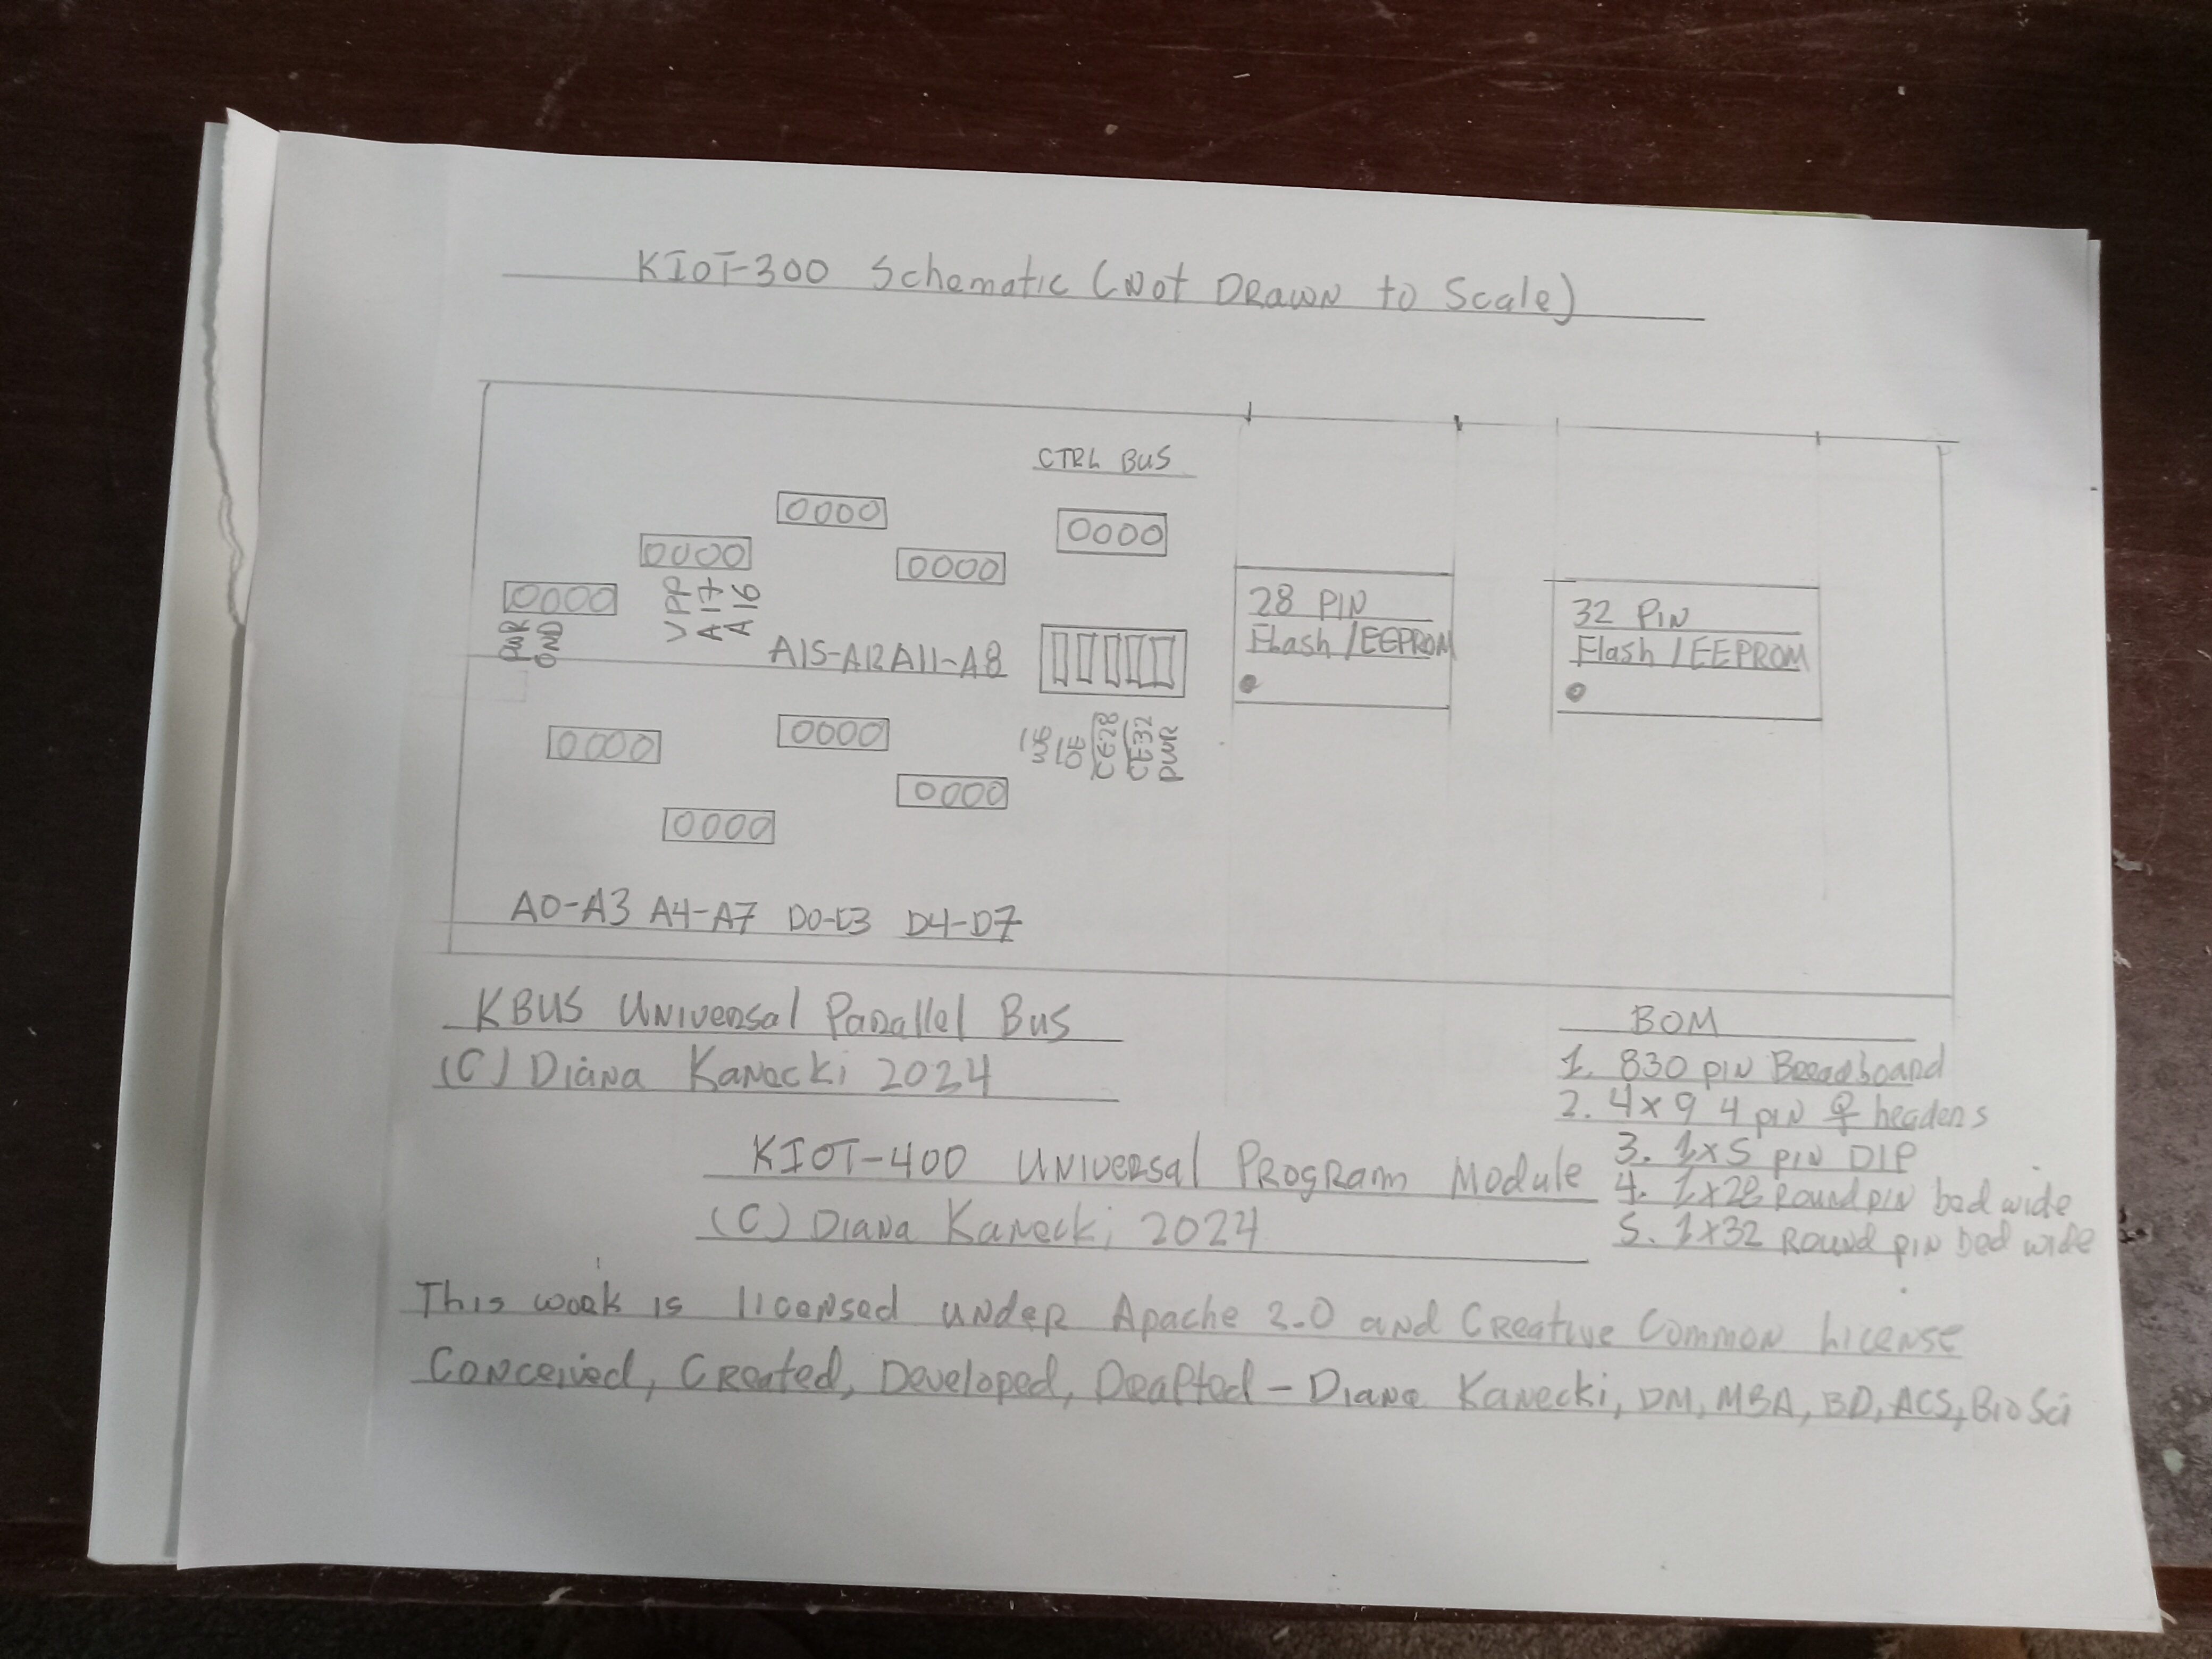 KIOT-300 Schematic (Not Drawn to Scale)
CTRL BUS
0000
0000
0000
0000
0000
PWR
GND
VPP
A17
A16
A15-A12 A11-A8
28 PIN
Flash/EEPROM
32 PIN
Flash/EEPROM
WE
OE
CE28
CE32
PWR
0000
0000
0000
0000
A0-A3 A4-A7 D0-D3 D4-D7
KBUS Universal Parallel Bus
(C) Diana Kanecki 2024
KIOT-400 Universal Program Module
(C) Diana Kanecki 2024
BOM
1. 830 pin Breadboard
2. 4x9 4 pin ♀ headers
3. 1x5 pin DIP
4. 1x28 Round pin bed wide
5. 1x32 Round pin bed wide
This work is licensed under Apache 2.0 and Creative Common License
Conceived, Created, Developed, Drafted - Diana Kanecki, DM, MBA, BD, ACS, Bio Sci